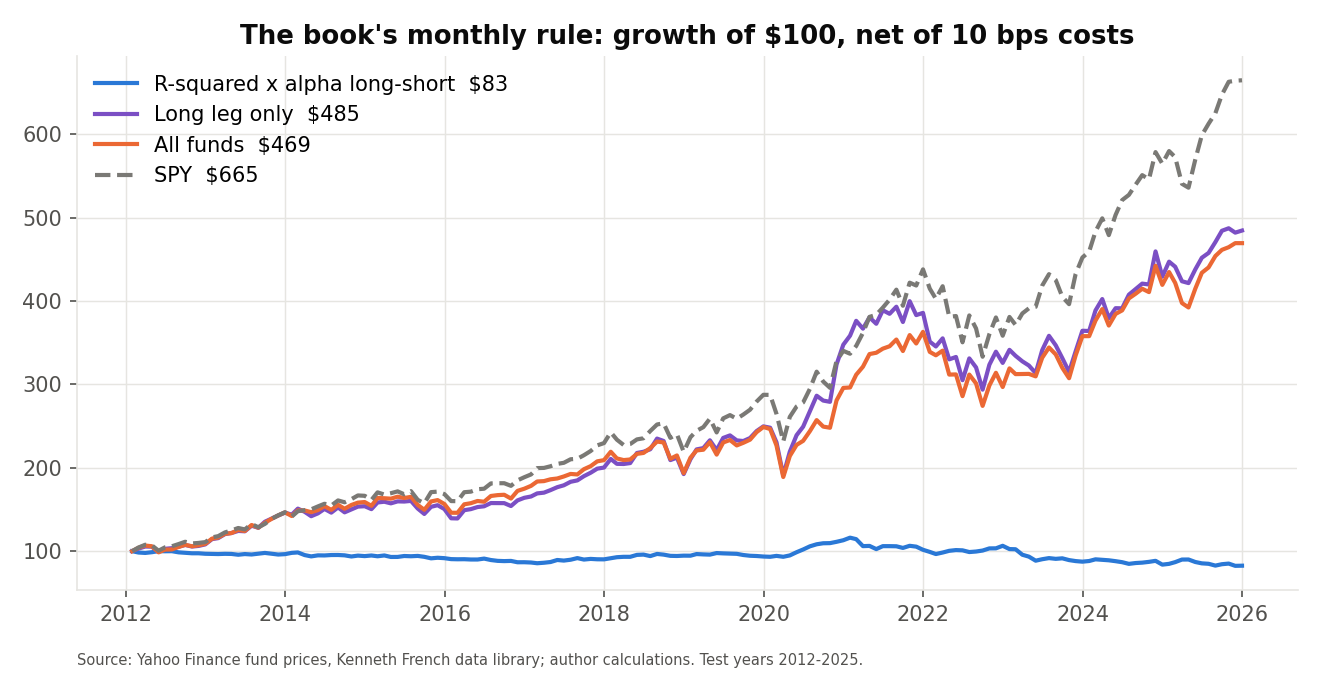 The book's monthly rule: growth of $100, net of 10 bps costs
R-squared x alpha long-short $83
Long leg only $485
All funds $469
SPY $665
600
500
400
300
200
100
2012 2014 2016 2018 2020 2022 2024 2026
Source: Yahoo Finance fund prices, Kenneth French data library; author calculations. Test years 2012-2025.